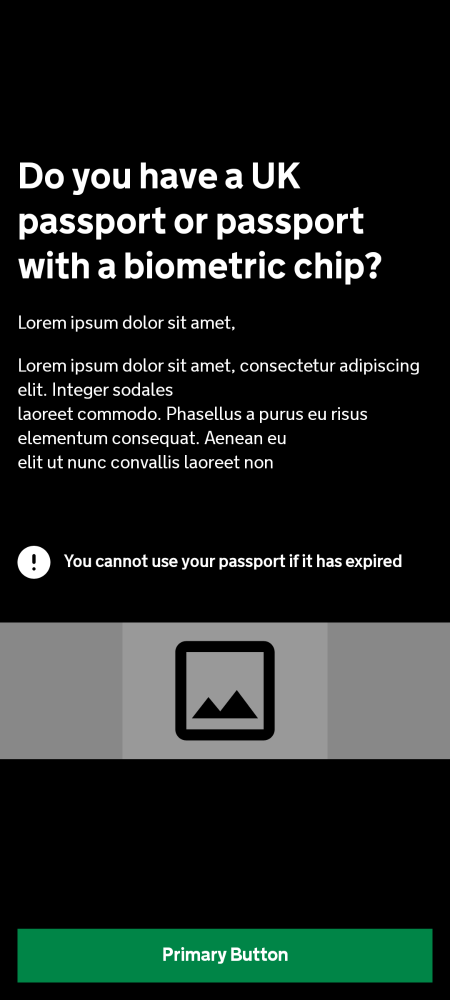 Do you have a UK
passport or passport
with a biometric chip?
Lorem ipsum dolor sit amet,
Lorem ipsum dolor sit amet, consectetur adipiscing
elit. Integer sodales
laoreet commodo. Phasellus a purus eu risus
elementum consequat. Aenean eu
elit ut nunc convallis laoreet non
You cannot use your passport if it has expired
Primary Button